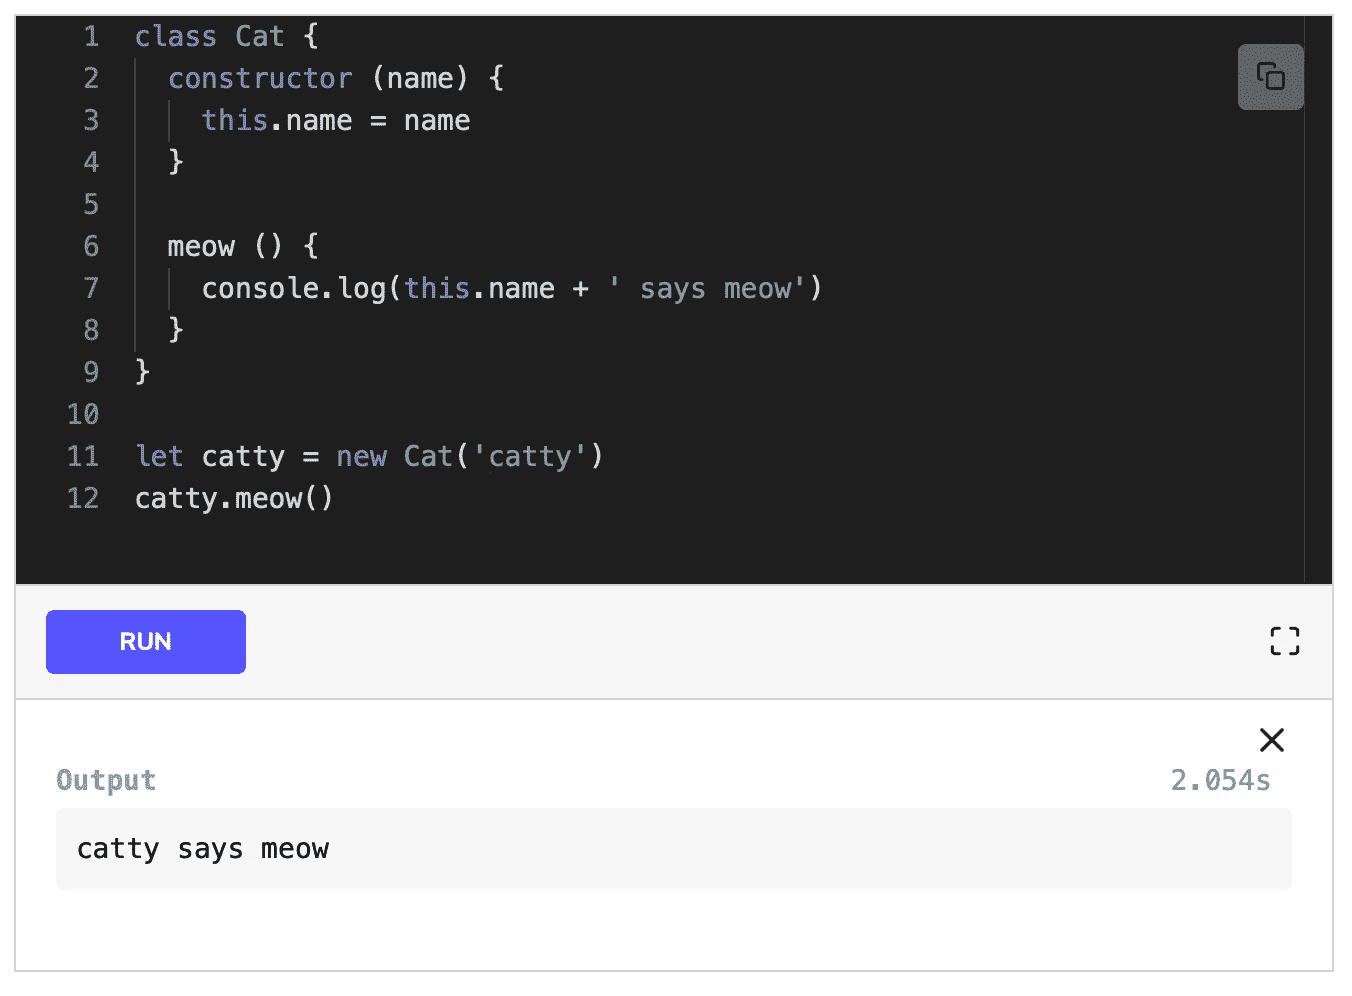 1 class Cat {
2   constructor (name) {
3     this.name = name
4   }
5
6   meow () {
7     console.log(this.name + ' says meow')
8   }
9 }
10
11 let catty = new Cat('catty')
12 catty.meow()
RUN
Output 2.054s
catty says meow